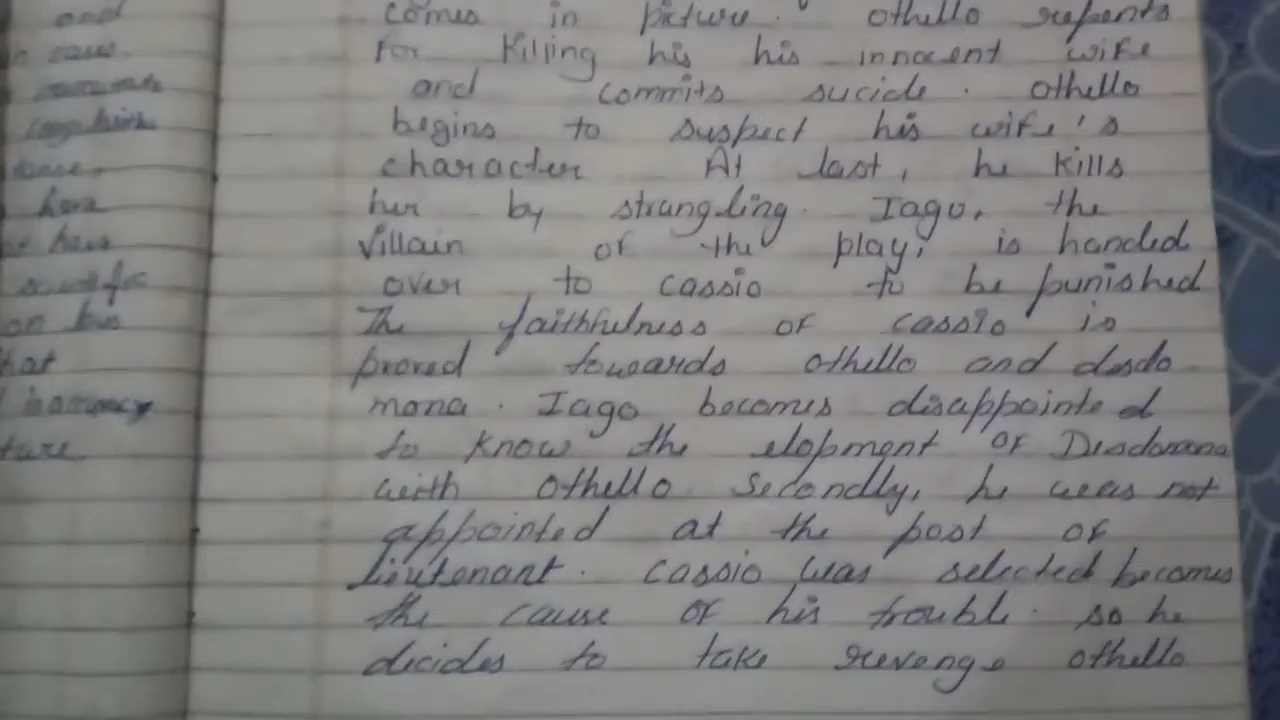 and
comes in picture. Othello repents
for killing his his innocent wife
and commits sucide. Othello
begins to suspect his wife's
character At last, he kills
her by strangling. Iago, the
villain of the play, is handed
over to cassio to be punished
The faithfulness of cassio is
proved towards othello and desdo
mona. Iago becomes disappointed
to know the elopment of Desdomona
with othello. Secondly, he was not
appointed at the post of
Lieutenant. Cassio was selected becomes
the cause of his trouble. so he
decides to take revenge othello